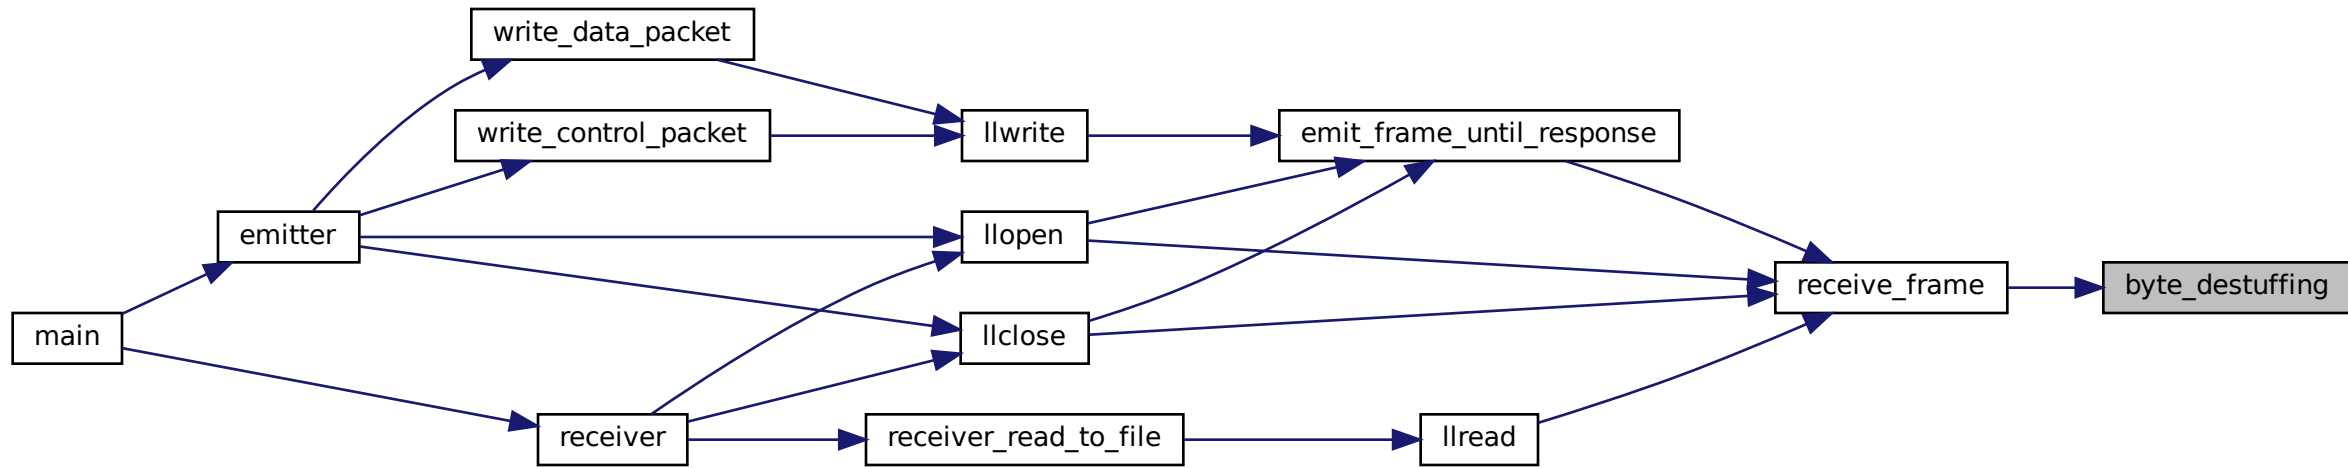 write_data_packet
write_control_packet
llwrite
emit_frame_until_response
emitter
llopen
receive_frame
byte_destuffing
main
llclose
receiver
receiver_read_to_file
llread